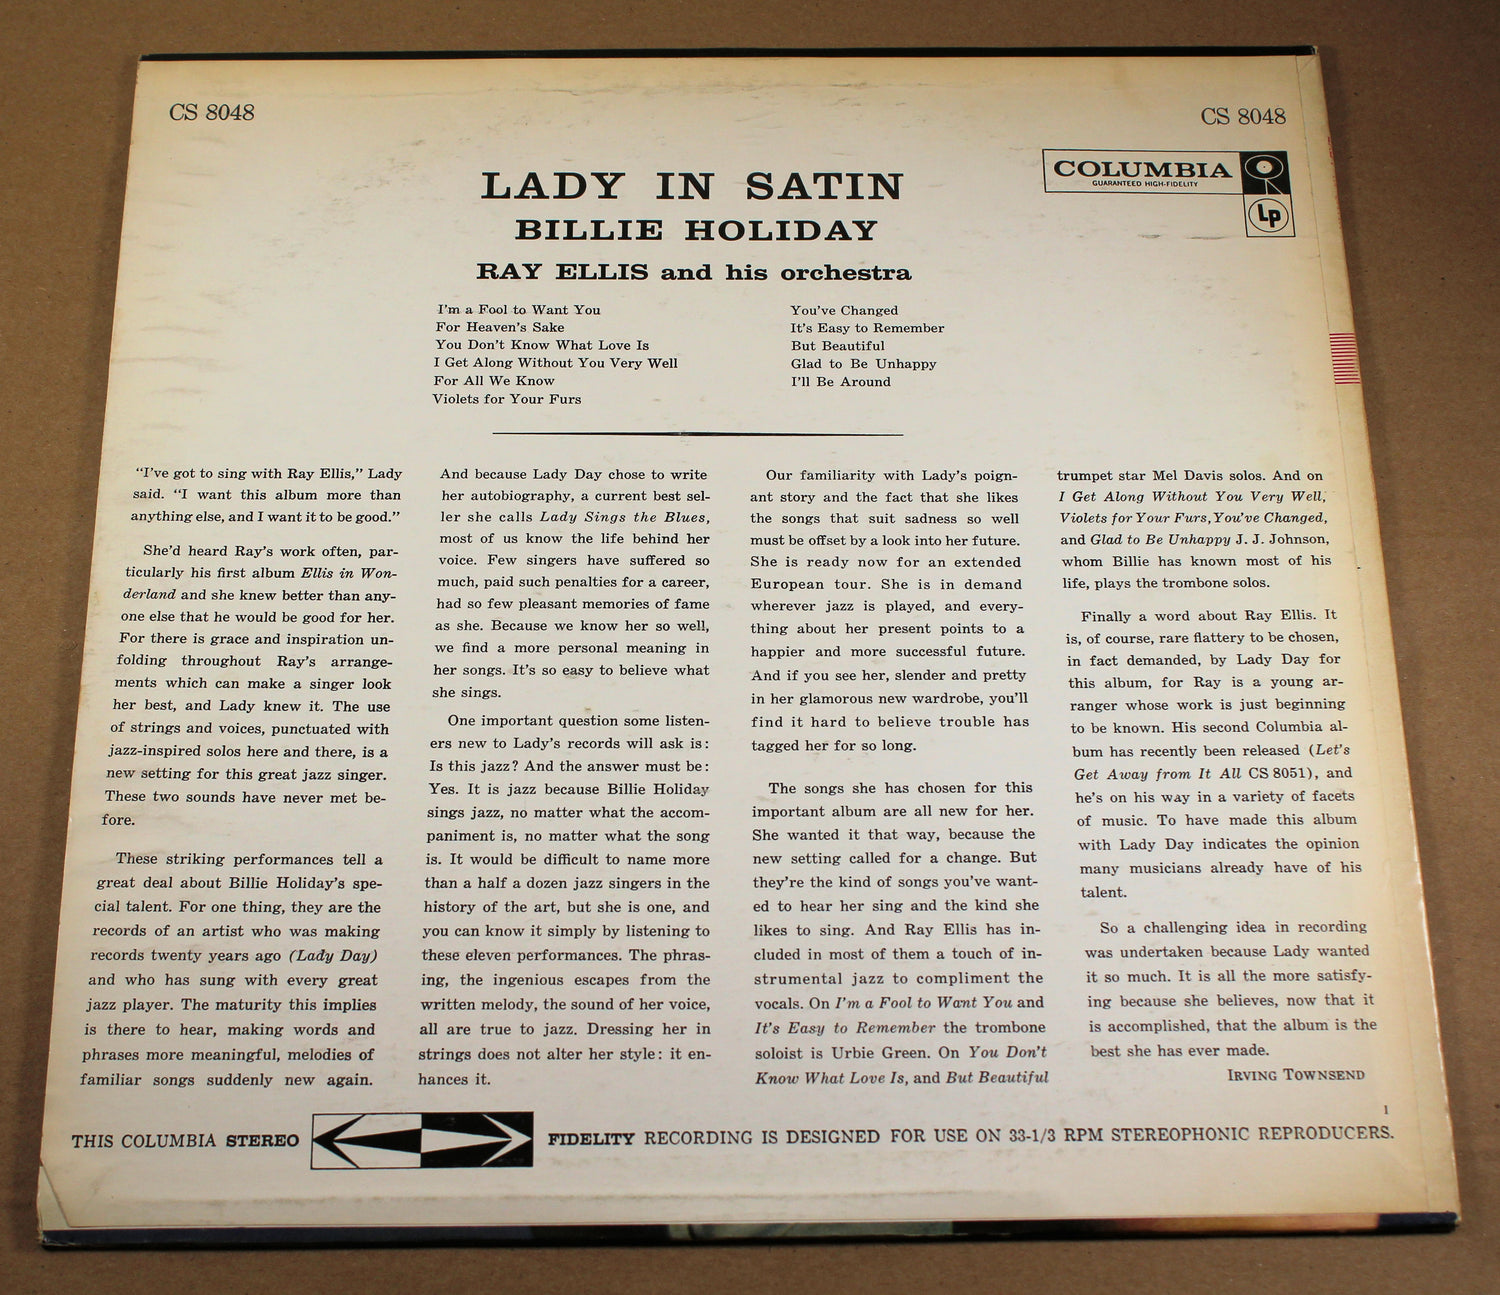 CS 8048
CS 8048
COLUMBIA
GUARANTEED HIGH-FIDELITY
Lp
LADY IN SATIN
BILLIE HOLIDAY
RAY ELLIS and his orchestra
I'm a Fool to Want You
For Heaven's Sake
You Don't Know What Love Is
I Get Along Without You Very Well
For All We Know
Violets for Your Furs
You've Changed
It's Easy to Remember
But Beautiful
Glad to Be Unhappy
I'll Be Around
“I've got to sing with Ray Ellis,” Lady
said. “I want this album more than
anything else, and I want it to be good.”
She'd heard Ray's work often, par-
ticularly his first album Ellis in Won-
derland and she knew better than any-
one else that he would be good for her.
For there is grace and inspiration un-
folding throughout Ray's arrange-
ments which can make a singer look
her best, and Lady knew it. The use
of strings and voices, punctuated with
jazz-inspired solos here and there, is a
new setting for this great jazz singer.
These two sounds have never met be-
fore.
These striking performances tell a
great deal about Billie Holiday's spe-
cial talent. For one thing, they are the
records of an artist who was making
records twenty years ago (Lady Day)
and who has sung with every great
jazz player. The maturity this implies
is there to hear, making words and
phrases more meaningful, melodies of
familiar songs suddenly new again.
And because Lady Day chose to write
her autobiography, a current best sel-
ler she calls Lady Sings the Blues,
most of us know the life behind her
voice. Few singers have suffered so
much, paid such penalties for a career,
had so few pleasant memories of fame
as she. Because we know her so well,
we find a more personal meaning in
her songs. It's so easy to believe what
she sings.
One important question some listen-
ers new to Lady's records will ask is:
Is this jazz? And the answer must be:
Yes. It is jazz because Billie Holiday
sings jazz, no matter what the accom-
paniment is, no matter what the song
is. It would be difficult to name more
than a half a dozen jazz singers in the
history of the art, but she is one, and
you can know it simply by listening to
these eleven performances. The phras-
ing, the ingenious escapes from the
written melody, the sound of her voice,
all are true to jazz. Dressing her in
strings does not alter her style: it en-
hances it.
Our familiarity with Lady's poign-
ant story and the fact that she likes
the songs that suit sadness so well
must be offset by a look into her future.
She is ready now for an extended
European tour. She is in demand
wherever jazz is played, and every-
thing about her present points to a
happier and more successful future.
And if you see her, slender and pretty
in her glamorous new wardrobe, you'll
find it hard to believe trouble has
tagged her for so long.
The songs she has chosen for this
important album are all new for her.
She wanted it that way, because the
new setting called for a change. But
they're the kind of songs you've want-
ed to hear her sing and the kind she
likes to sing. And Ray Ellis has in-
cluded in most of them a touch of in-
strumental jazz to compliment the
vocals. On I'm a Fool to Want You and
It's Easy to Remember the trombone
soloist is Urbie Green. On You Don't
Know What Love Is, and But Beautiful
trumpet star Mel Davis solos. And on
I Get Along Without You Very Well,
Violets for Your Furs, You've Changed,
and Glad to Be Unhappy J. J. Johnson,
whom Billie has known most of his
life, plays the trombone solos.
Finally a word about Ray Ellis. It
is, of course, rare flattery to be chosen,
in fact demanded, by Lady Day for
this album, for Ray is a young ar-
ranger whose work is just beginning
to be known. His second Columbia al-
bum has recently been released (Let's
Get Away from It All CS 8051), and
he's on his way in a variety of facets
of music. To have made this album
with Lady Day indicates the opinion
many musicians already have of his
talent.
So a challenging idea in recording
was undertaken because Lady wanted
it so much. It is all the more satisfy-
ing because she believes, now that it
is accomplished, that the album is the
best she has ever made.
IRVING TOWNSEND
1
THIS COLUMBIA STEREO FIDELITY RECORDING IS DESIGNED FOR USE ON 33-1/3 RPM STEREOPHONIC REPRODUCERS.